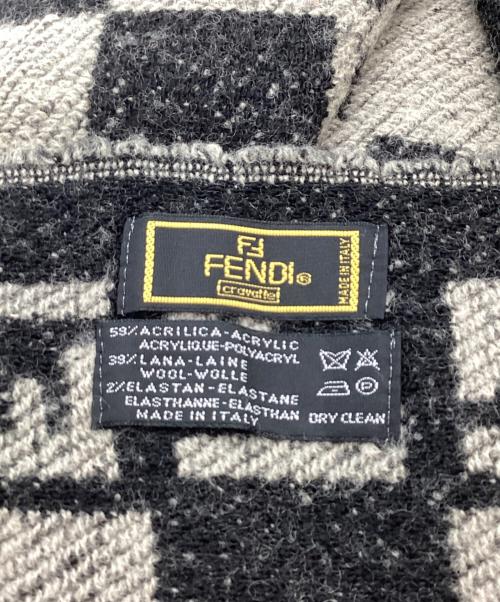 FF
FENDI®
cravatte
MADE IN ITALY
59% ACRILICA-ACRYLIC
ACRYLIQUE-POLYACRYL
39% LANA-LAINE
WOOL-WOLLE
2% ELASTAN-ELASTANE
ELASTHANNE-ELASTHAN
MADE IN ITALY
DRY CLEAN